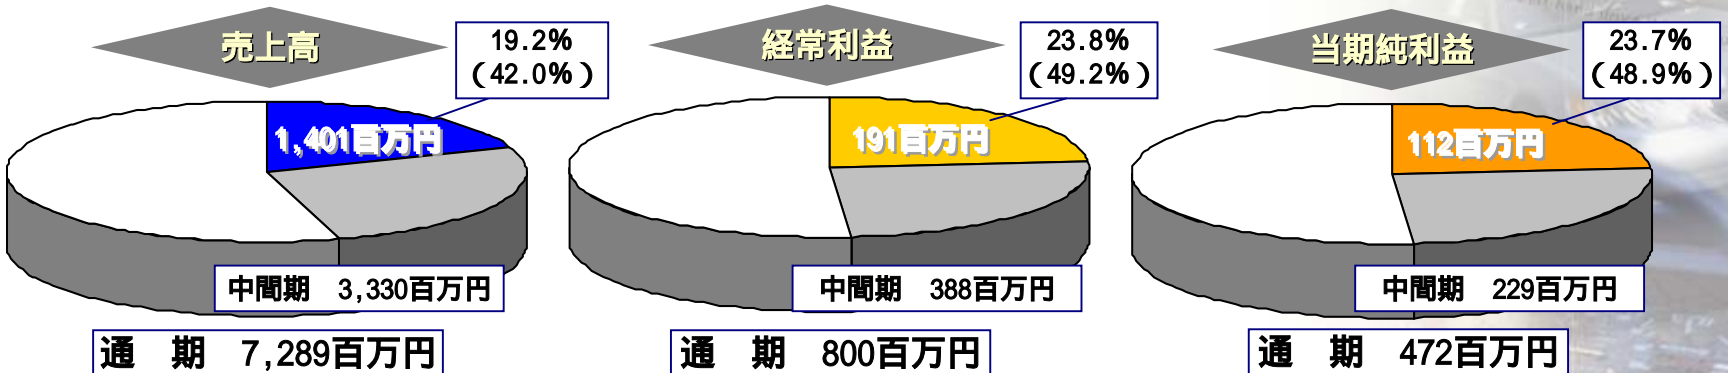 売上高
19.2%
(42.0%)
1,401百万円
中間期　3,330百万円
通　期　7,289百万円
経常利益
23.8%
(49.2%)
191百万円
中間期　388百万円
通　期　800百万円
当期純利益
23.7%
(48.9%)
112百万円
中間期　229百万円
通　期　472百万円